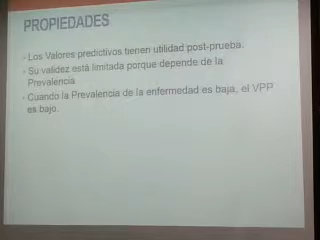 PROPIEDADES
Los Valores predictivos tienen utilidad post-prueba.
Su validez está limitada porque depende de la
Prevalencia
Cuando la Prevalencia de la enfermedad es baja, el VPP
es bajo.